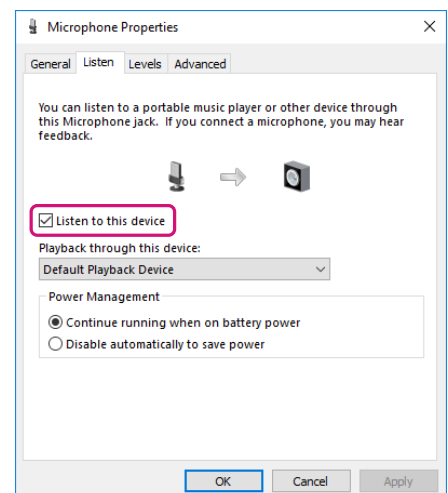 Microphone Properties
General Listen Levels Advanced
You can listen to a portable music player or other device through
this Microphone jack. If you connect a microphone, you may hear
feedback.
Listen to this device
Playback through this device:
Default Playback Device
Power Management
Continue running when on battery power
Disable automatically to save power
OK Cancel Apply